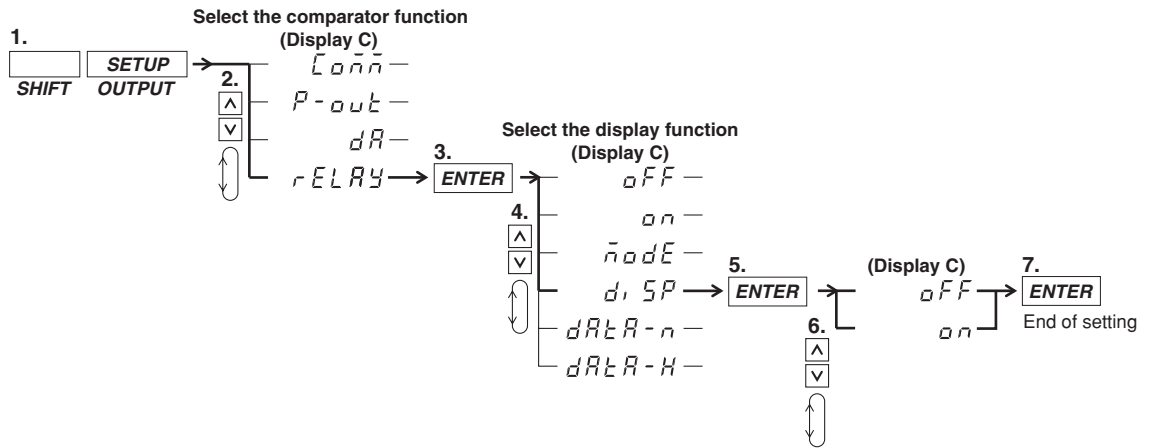 Select the comparator function
(Display C)
1.
SETUP
SHIFT OUTPUT
2.
Comm
P-out
dA
rELAY
3.
ENTER
Select the display function
(Display C)
4.
oFF
on
modE
diSP
dAtA-n
dAtA-H
5.
ENTER
(Display C)
6.
oFF
on
7.
ENTER
End of setting